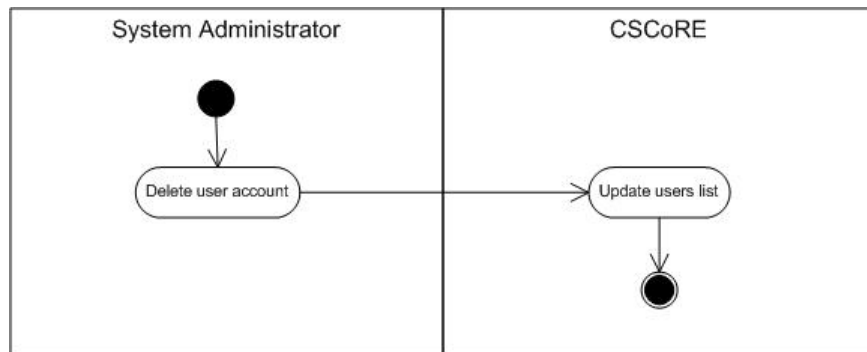 System Administrator
CSCoRE
Delete user account
Update users list